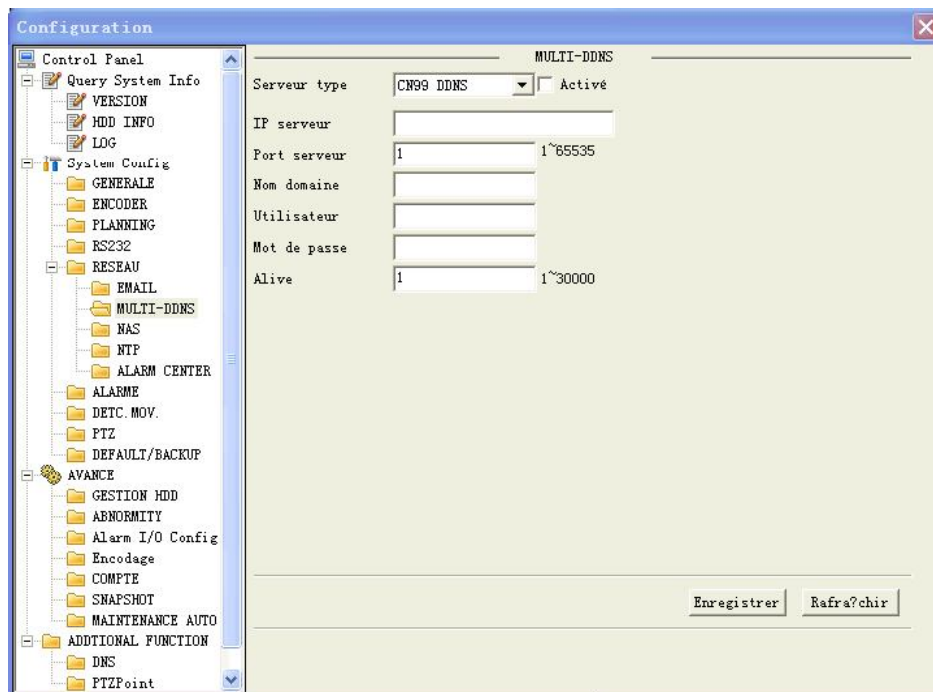 Configuration
Control Panel
Query System Info
VERSION
HDD INFO
LOG
System Config
GENERALE
ENCODER
PLANNING
RS232
RESEAU
EMAIL
MULTI-DDNS
NAS
NTP
ALARM CENTER
ALARME
DETC. MOV.
PTZ
DEFAULT/BACKUP
AVANCE
GESTION HDD
ABNORMITY
Alarm I/O Config
Encodage
COMPTE
SNAPSHOT
MAINTENANCE AUTO
ADDTIONAL FUNCTION
DNS
PTZPoint
MULTI-DDNS
Serveur type CN99 DDNS Activé
IP serveur
Port serveur 1 1~65535
Nom domaine
Utilisateur
Mot de passe
Alive 1 1~30000
Enregistrer Rafra?chir